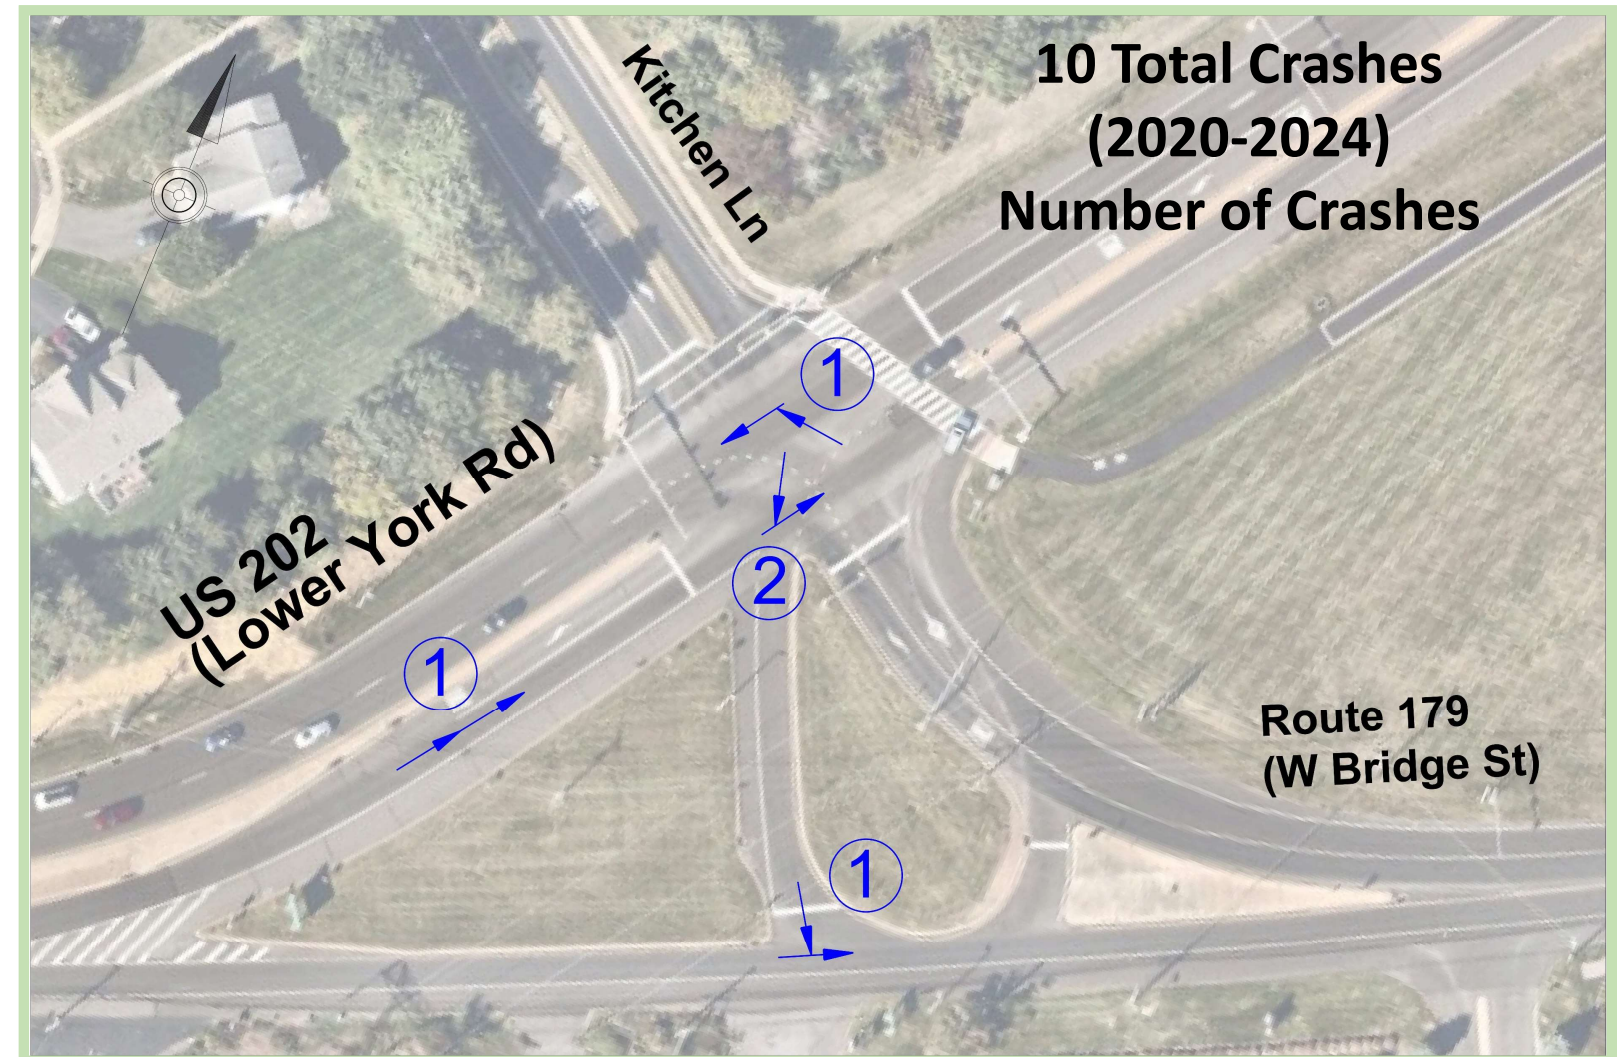 10 Total Crashes
(2020-2024)
Number of Crashes
Kitchen Ln
1
US 202
(Lower York Rd)
2
1
Route 179
(W Bridge St)
1